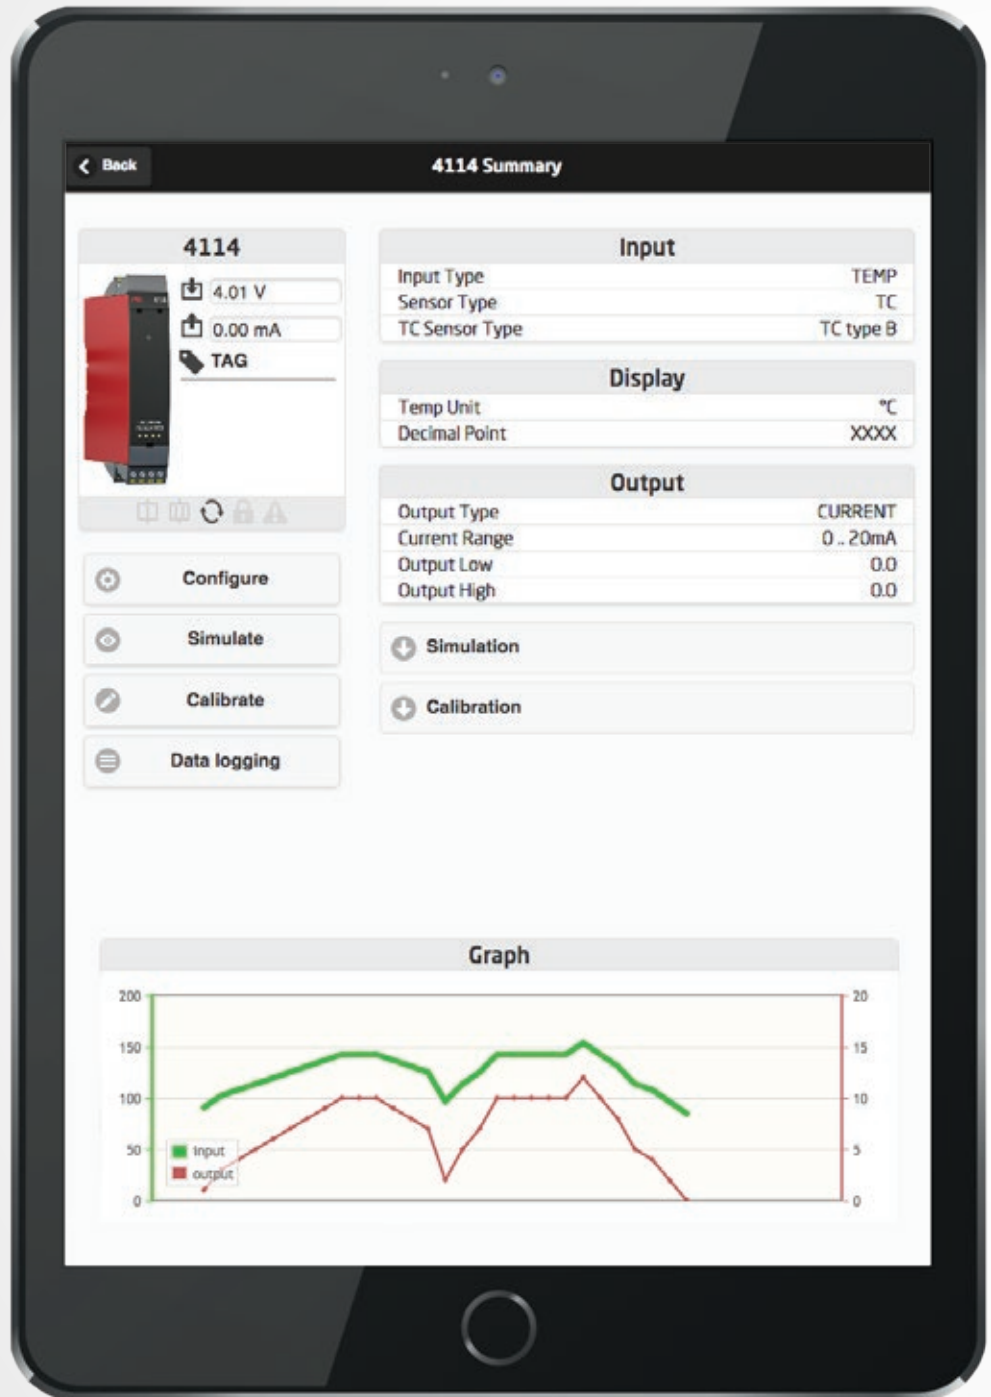 Back
4114 Summary
4114
4.01 V
0.00 mA
TAG
Configure
Simulate
Calibrate
Data logging
Input
Input Type TEMP
Sensor Type TC
TC Sensor Type TC type B
Display
Temp Unit °C
Decimal Point XXXX
Output
Output Type CURRENT
Current Range 0 .. 20mA
Output Low 0.0
Output High 0.0
Simulation
Calibration
Graph
200
150
100
50
0
Input
output
20
15
10
5
0